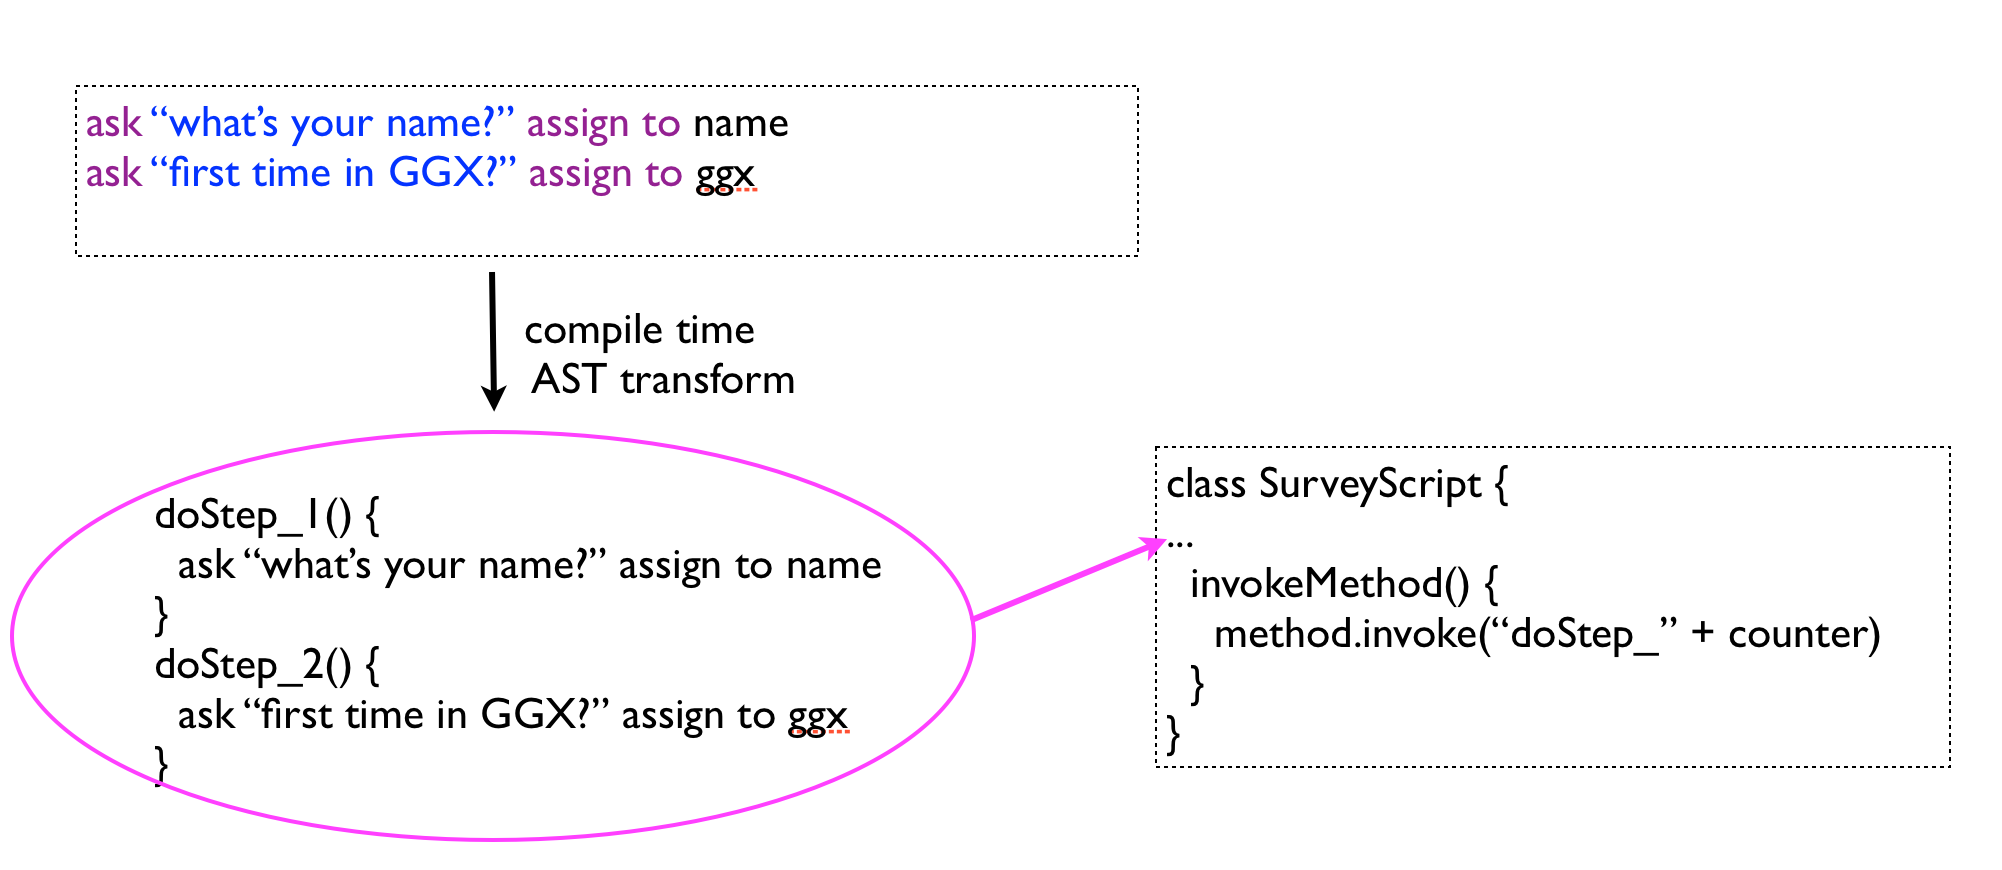 ask “what’s your name?” assign to name
ask “first time in GGX?” assign to ggx
compile time
AST transform
doStep_1() {
ask “what’s your name?” assign to name
}
doStep_2() {
ask “first time in GGX?” assign to ggx
}
class SurveyScript {
...
invokeMethod() {
method.invoke(“doStep_” + counter)
}
}